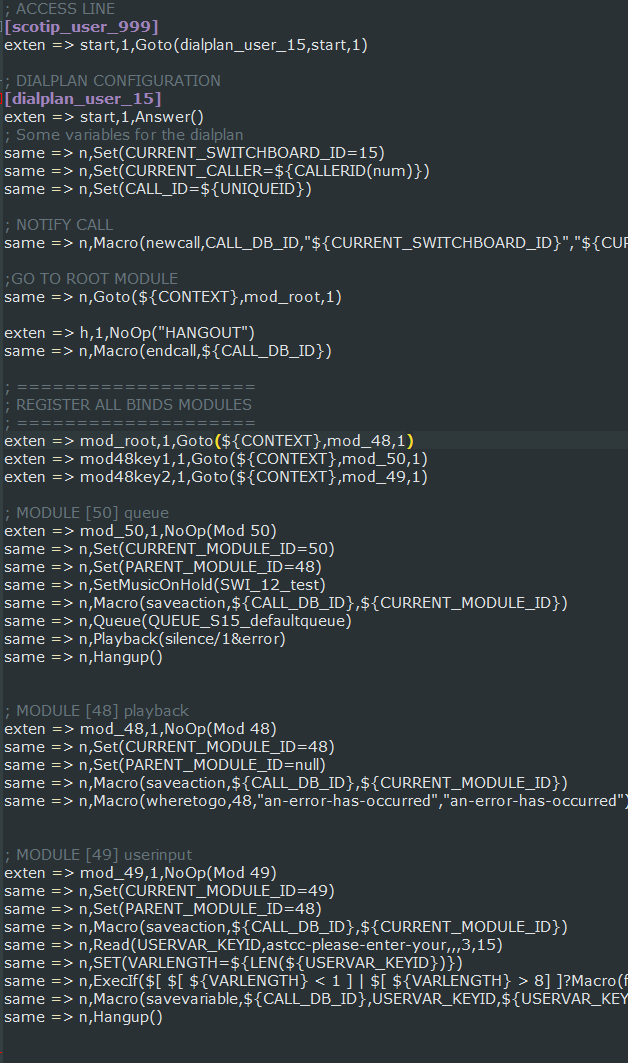 ; ACCESS LINE
[scotip_user_999]
exten => start,1,Goto(dialplan_user_15,start,1)
; DIALPLAN CONFIGURATION
[dialplan_user_15]
exten => start,1,Answer()
; Some variables for the dialplan
same => n,Set(CURRENT_SWITCHBOARD_ID=15)
same => n,Set(CURRENT_CALLER=${CALLERID(num)})
same => n,Set(CALL_ID=${UNIQUEID})
; NOTIFY CALL
same => n,Macro(newcall,CALL_DB_ID,"${CURRENT_SWITCHBOARD_ID}","${CUR
;GO TO ROOT MODULE
same => n,Goto(${CONTEXT},mod_root,1)
exten => h,1,NoOp("HANGOUT")
same => n,Macro(endcall,${CALL_DB_ID})
; ====================
; REGISTER ALL BINDS MODULES
; ====================
exten => mod_root,1,Goto(${CONTEXT},mod_48,1)
exten => mod48key1,1,Goto(${CONTEXT},mod_50,1)
exten => mod48key2,1,Goto(${CONTEXT},mod_49,1)
; MODULE [50] queue
exten => mod_50,1,NoOp(Mod 50)
same => n,Set(CURRENT_MODULE_ID=50)
same => n,Set(PARENT_MODULE_ID=48)
same => n,SetMusicOnHold(SWI_12_test)
same => n,Macro(saveaction,${CALL_DB_ID},${CURRENT_MODULE_ID})
same => n,Queue(QUEUE_S15_defaultqueue)
same => n,Playback(silence/1&error)
same => n,Hangup()
; MODULE [48] playback
exten => mod_48,1,NoOp(Mod 48)
same => n,Set(CURRENT_MODULE_ID=48)
same => n,Set(PARENT_MODULE_ID=null)
same => n,Macro(saveaction,${CALL_DB_ID},${CURRENT_MODULE_ID})
same => n,Macro(wheretogo,48,"an-error-has-occurred","an-error-has-occurred")
; MODULE [49] userinput
exten => mod_49,1,NoOp(Mod 49)
same => n,Set(CURRENT_MODULE_ID=49)
same => n,Set(PARENT_MODULE_ID=48)
same => n,Macro(saveaction,${CALL_DB_ID},${CURRENT_MODULE_ID})
same => n,Read(USERVAR_KEYID,astcc-please-enter-your,,,3,15)
same => n,SET(VARLENGTH=${LEN(${USERVAR_KEYID})})
same => n,ExecIf($[ $[ ${VARLENGTH} < 1 ] | $[ ${VARLENGTH} > 8] ]?Macro(f
same => n,Macro(savevariable,${CALL_DB_ID},USERVAR_KEYID,${USERVAR_KEY
same => n,Hangup()